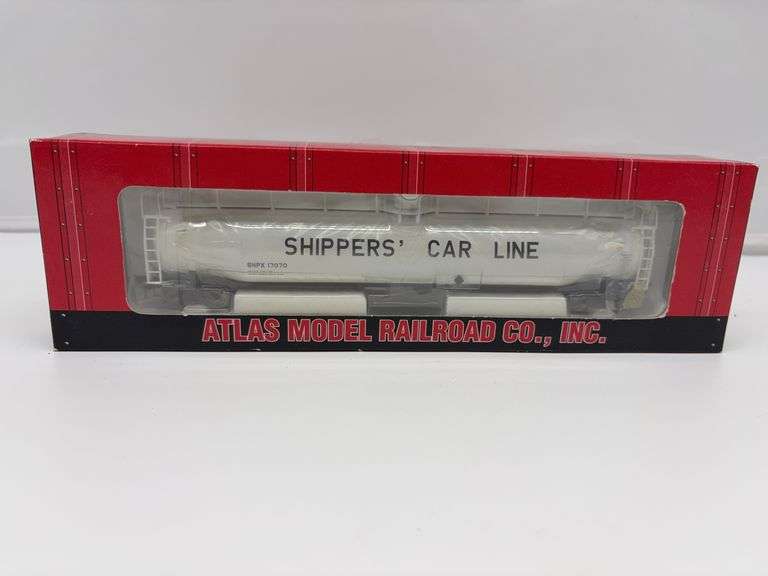 SHIPPERS' CAR LINE
SHPX 17070
ATLAS MODEL RAILROAD CO., INC.